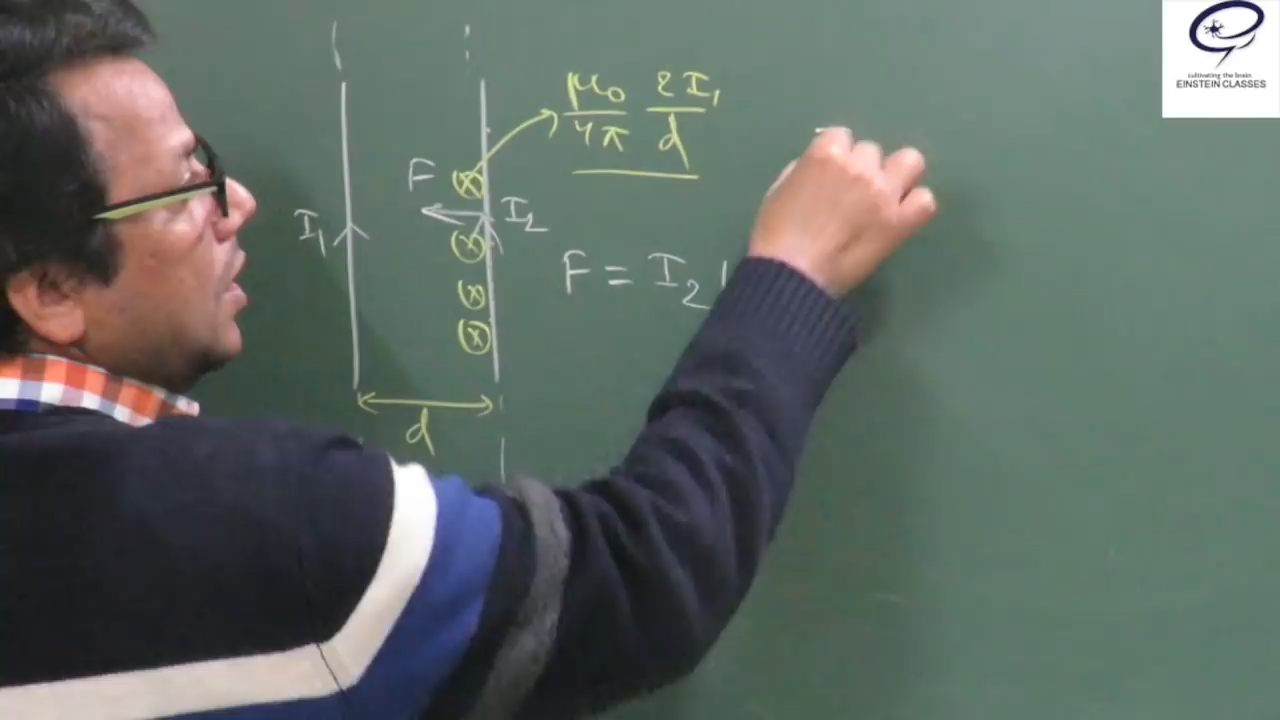 cultivating the brain
EINSTEIN CLASSES
μ₀/4π 2I₁/d
F
I₁
I₂
F = I₂
d